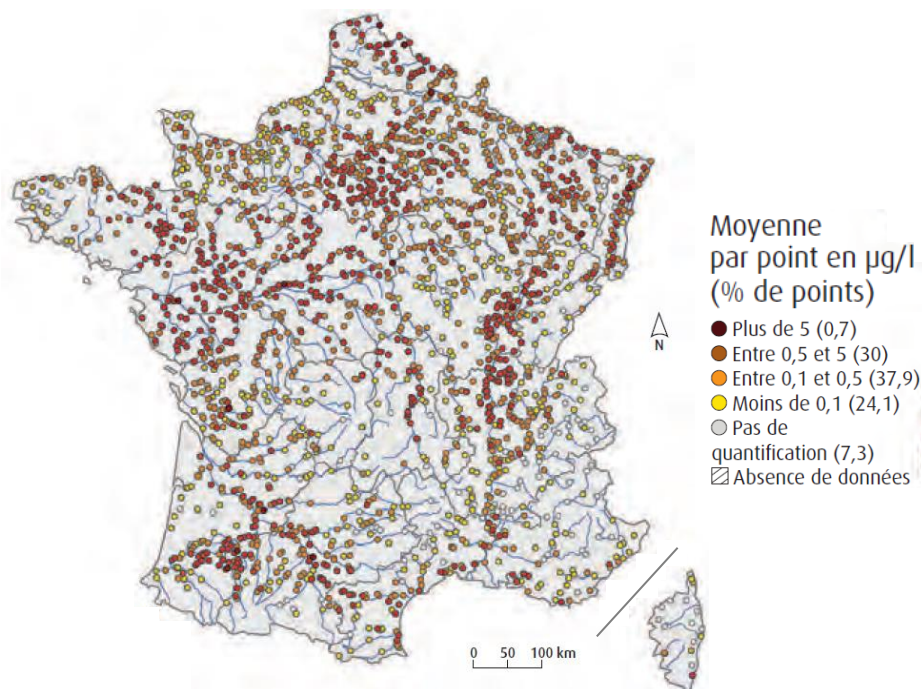 Moyenne
par point en µg/l
(% de points)
Plus de 5 (0,7)
Entre 0,5 et 5 (30)
Entre 0,1 et 0,5 (37,9)
Moins de 0,1 (24,1)
Pas de
quantification (7,3)
Absence de données
N
0 50 100 km